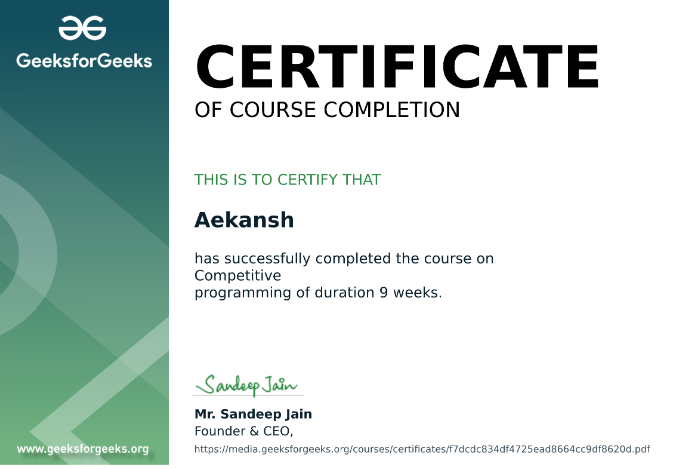 GeeksforGeeks
CERTIFICATE
OF COURSE COMPLETION
THIS IS TO CERTIFY THAT
Aekansh
has successfully completed the course on
Competitive
programming of duration 9 weeks.
Sandeep Jain
Mr. Sandeep Jain
Founder & CEO,
www.geeksforgeeks.org
https://media.geeksforgeeks.org/courses/certificates/f7dcdc834df4725ead8664cc9df8620d.pdf